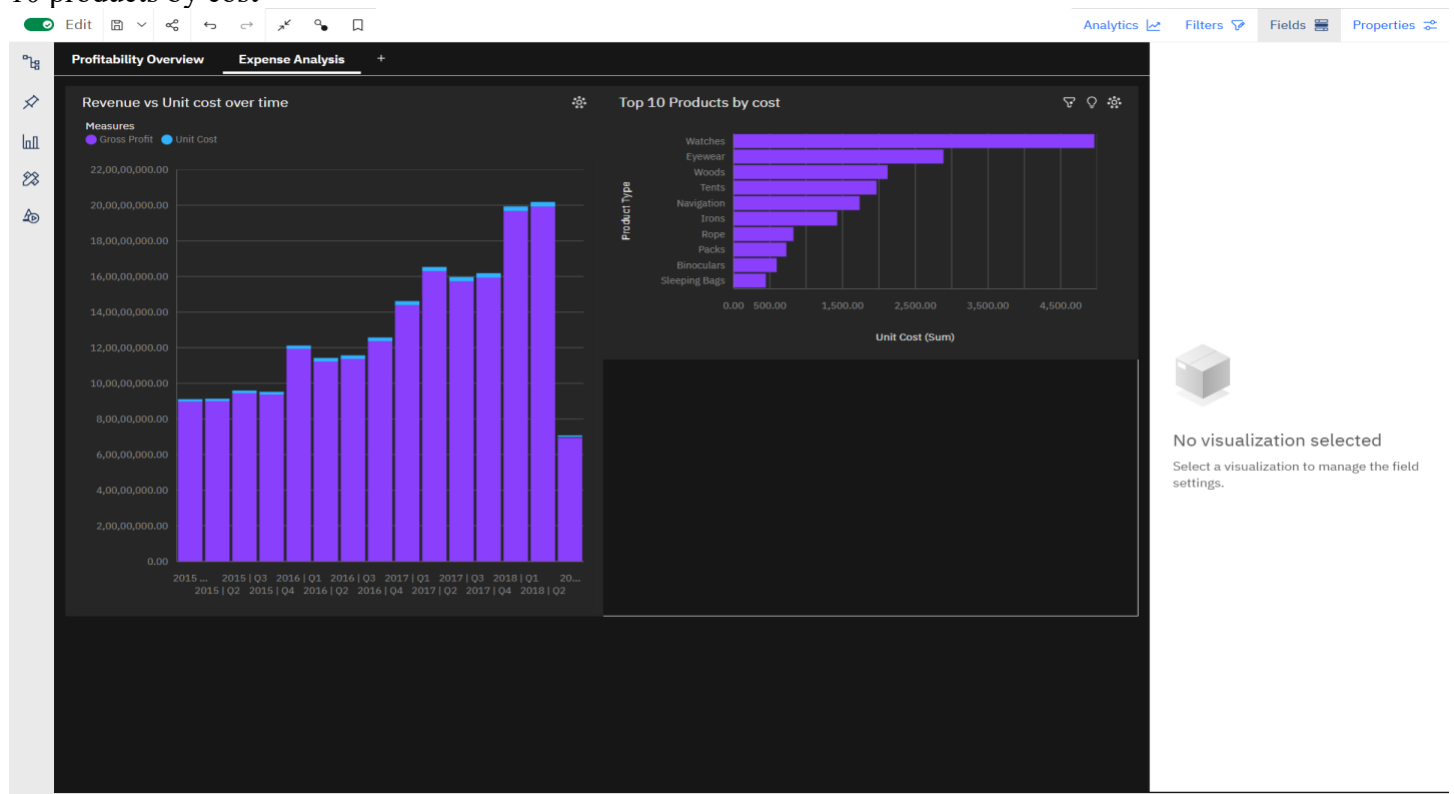 10 products by cost
Edit
Analytics Filters Fields Properties
Profitability Overview Expense Analysis +
Revenue vs Unit cost over time
Measures
Gross Profit Unit Cost
22,00,00,000.00
20,00,00,000.00
18,00,00,000.00
16,00,00,000.00
14,00,00,000.00
12,00,00,000.00
10,00,00,000.00
8,00,00,000.00
6,00,00,000.00
4,00,00,000.00
2,00,00,000.00
0.00
2015 ... 2015 | Q3 2016 | Q1 2016 | Q3 2017 | Q1 2017 | Q3 2018 | Q1 20...
2015 | Q2 2015 | Q4 2016 | Q2 2016 | Q4 2017 | Q2 2017 | Q4 2018 | Q2
Top 10 Products by cost
Product Type
Watches
Eyewear
Woods
Tents
Navigation
Irons
Rope
Packs
Binoculars
Sleeping Bags
0.00 500.00 1,500.00 2,500.00 3,500.00 4,500.00
Unit Cost (Sum)
No visualization selected
Select a visualization to manage the field
settings.